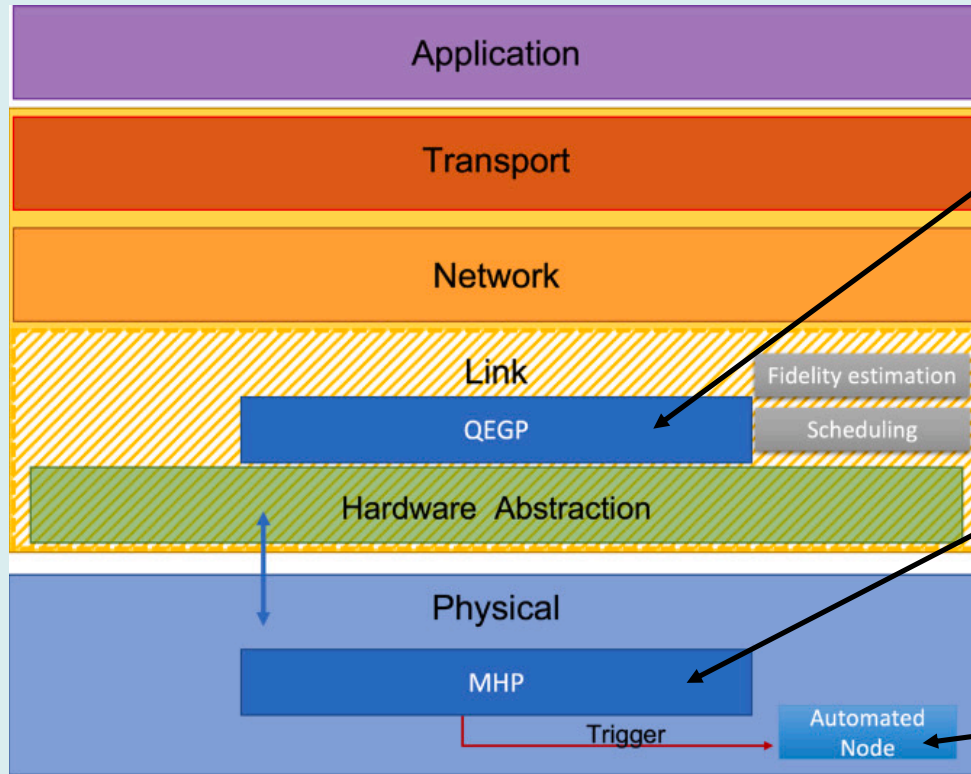 Application
Transport
Network
Link
Fidelity estimation
QEGP
Scheduling
Hardware Abstraction
Physical
MHP
Trigger
Automated
Node